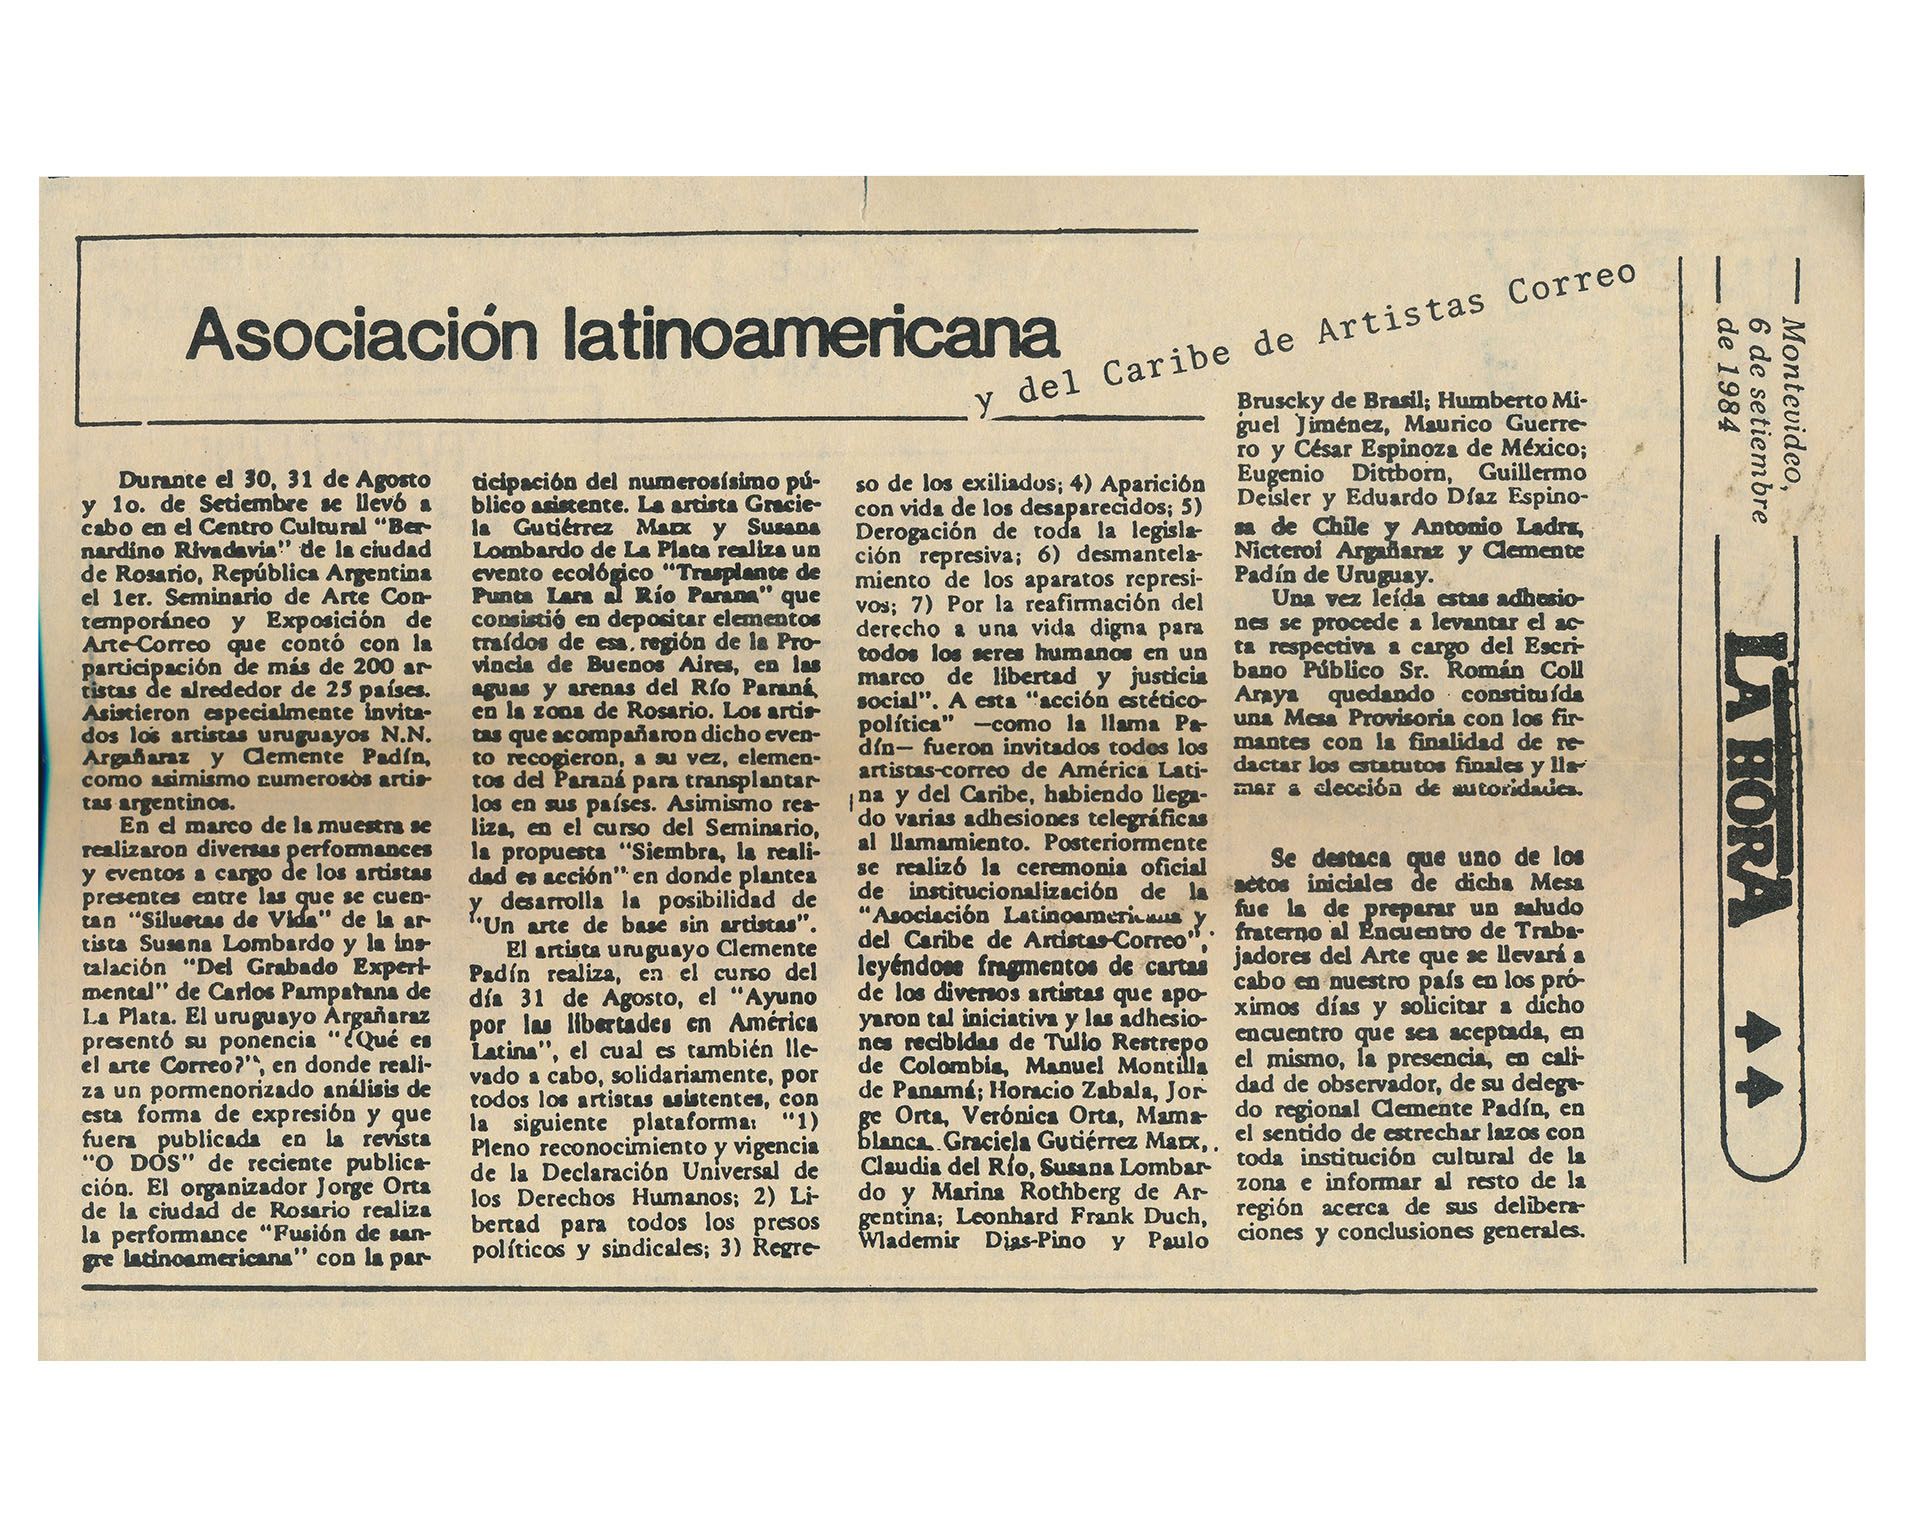 Asociación latinoamericana
y del Caribe de Artistas Correo
Durante el 30, 31 de Agosto
y 1o. de Setiembre se llevó a
cabo en el Centro Cultural "Ber-
nardino Rivadavia" de la ciudad
de Rosario, República Argentina
el 1er. Seminario de Arte Con-
temporáneo y Exposición de
Arte-Correo que contó con la
participación de más de 200 ar-
tistas de alrededor de 25 países.
Asistieron especialmente invita-
dos los artistas uruguayos N.N.
Argañaraz y Clemente Padín,
como asimismo numerosos artis-
tas argentinos.
En el marco de la muestra se
realizaron diversas performances
y eventos a cargo de los artistas
presentes entre las que se cuen-
tan "Siluetas de Vida" de la ar-
tista Susana Lombardo y la ins-
talación "Del Grabado Experi-
mental" de Carlos Pamparana de
La Plata. El uruguayo Argañaraz
presentó su ponencia "¿Qué es
el arte Correo?", en donde reali-
za un pormenorizado análisis de
esta forma de expresión y que
fuera publicada en la revista
"O DOS" de reciente publica-
ción. El organizador Jorge Orta
de la ciudad de Rosario realiza
la performance "Fusión de san-
gre latinoamericana" con la par-
ticipación del numerosísimo pú-
blico asistente. La artista Gracie-
la Gutiérrez Marx y Susana
Lombardo de La Plata realiza un
evento ecológico "Trasplante de
Punta Lara al Río Parana" que
consistió en depositar elementos
traídos de esa región de la Pro-
vincia de Buenos Aires, en las
aguas y arenas del Río Paraná,
en la zona de Rosario. Los artis-
tas que acompañaron dicho even-
to recogieron, a su vez, elemen-
tos del Paraná para transplantar-
los en sus países. Asimismo rea-
liza, en el curso del Seminario,
la propuesta "Siembra, la reali-
dad es acción" en donde plantea
y desarrolla la posibilidad de
"Un arte de base sin artistas".
El artista uruguayo Clemente
Padín realiza, en el curso del
día 31 de Agosto, el "Ayuno
por las libertades en América
Latina", el cual es también lle-
vado a cabo, solidariamente, por
todos los artistas asistentes, con
la siguiente plataforma: "1)
Pleno reconocimiento y vigencia
de la Declaración Universal de
los Derechos Humanos; 2) Li-
bertad para todos los presos
políticos y sindicales; 3) Regre-
so de los exiliados; 4) Aparición
con vida de los desaparecidos; 5)
Derogación de toda la legisla-
ción represiva; 6) desmantela-
miento de los aparatos represi-
vos; 7) Por la reafirmación del
derecho a una vida digna para
todos los seres humanos en un
marco de libertad y justicia
social". A esta "acción estético-
política" —como la llama Pa-
dín— fueron invitados todos los
artistas-correo de América Lati-
na y del Caribe, habiendo llega-
do varias adhesiones telegráficas
al llamamiento. Posteriormente
se realizó la ceremonia oficial
de institucionalización de la
"Asociación Latinoamericana y
del Caribe de Artistas-Correo",
leyéndose fragmentos de cartas
de los diversos artistas que apo-
yaron tal iniciativa y las adhesio-
nes recibidas de Tulio Restrepo
de Colombia, Manuel Montilla
de Panamá; Horacio Zabala, Jor-
ge Orta, Verónica Orta, Mama-
blanca, Graciela Gutiérrez Marx,
Claudia del Río, Susana Lombar-
do y Marina Rothberg de Ar-
gentina; Leonhard Frank Duch,
Wlademir Dias-Pino y Paulo
Bruscky de Brasil; Humberto Mi-
guel Jiménez, Maurico Guerre-
ro y César Espinoza de México;
Eugenio Dittborn, Guillermo
Deisler y Eduardo Díaz Espino-
sa de Chile y Antonio Ladra,
Nicteroi Argañaraz y Clemente
Padín de Uruguay.
Una vez leída estas adhesio-
nes se procede a levantar el ac-
ta respectiva a cargo del Escri-
bano Público Sr. Román Coll
Araya quedando constituída
una Mesa Provisoria con los fir-
mantes con la finalidad de re-
dactar los estatutos finales y lla-
mar a elección de autoridades.
Se destaca que uno de los
actos iniciales de dicha Mesa
fue la de preparar un saludo
fraterno al Encuentro de Traba-
jadores del Arte que se llevará a
cabo en nuestro país en los pró-
ximos días y solicitar a dicho
encuentro que sea aceptada, en
el mismo, la presencia, en cali-
dad de observador, de su delega-
do regional Clemente Padín, en
el sentido de estrechar lazos con
toda institución cultural de la
zona e informar al resto de la
región acerca de sus delibera-
ciones y conclusiones generales.
Montevideo,
6 de setiembre
de 1984
LA HORA